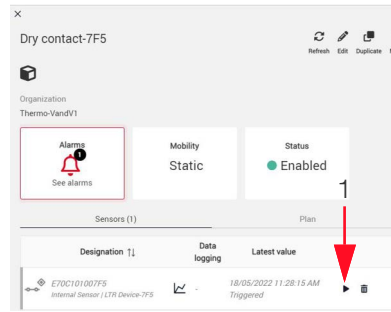 Dry contact-7F5
Refresh Edit Duplicate
Organization
Thermo-VandV1
Alarms
1
See alarms
Mobility
Static
Status
Enabled
1
Sensors (1)
Plan
Designation ↑↓
Data logging
Latest value
E70C101007F5
Internal Sensor | LTR Device-7F5
-
18/05/2022 11:28:15 AM
Triggered